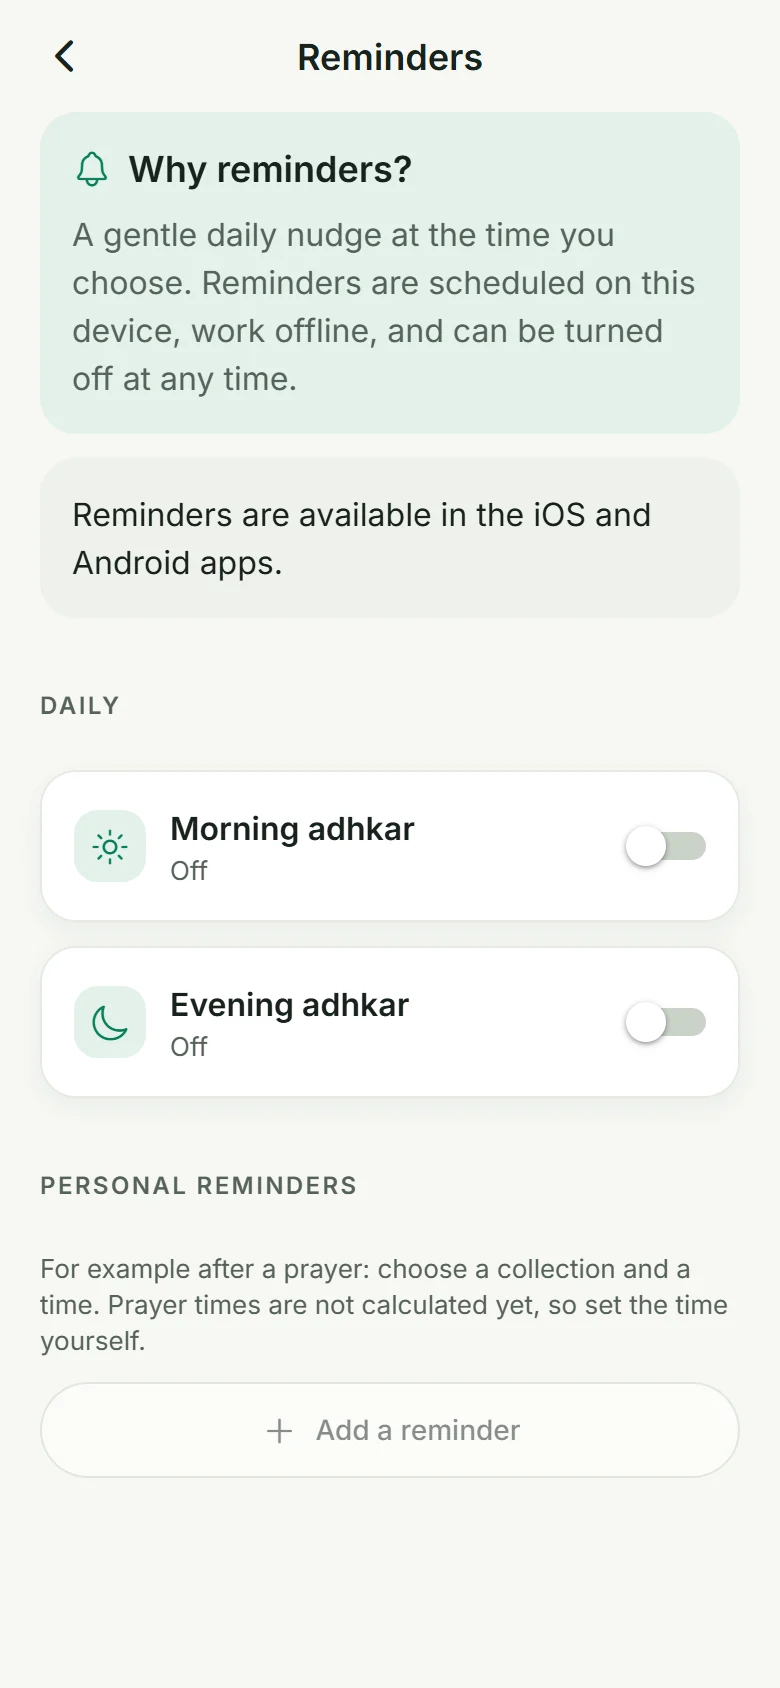 Reminders
Why reminders?
A gentle daily nudge at the time you
choose. Reminders are scheduled on this
device, work offline, and can be turned
off at any time.
Reminders are available in the iOS and
Android apps.
DAILY
Morning adhkar
Off
Evening adhkar
Off
PERSONAL REMINDERS
For example after a prayer: choose a collection and a
time. Prayer times are not calculated yet, so set the time
yourself.
Add a reminder